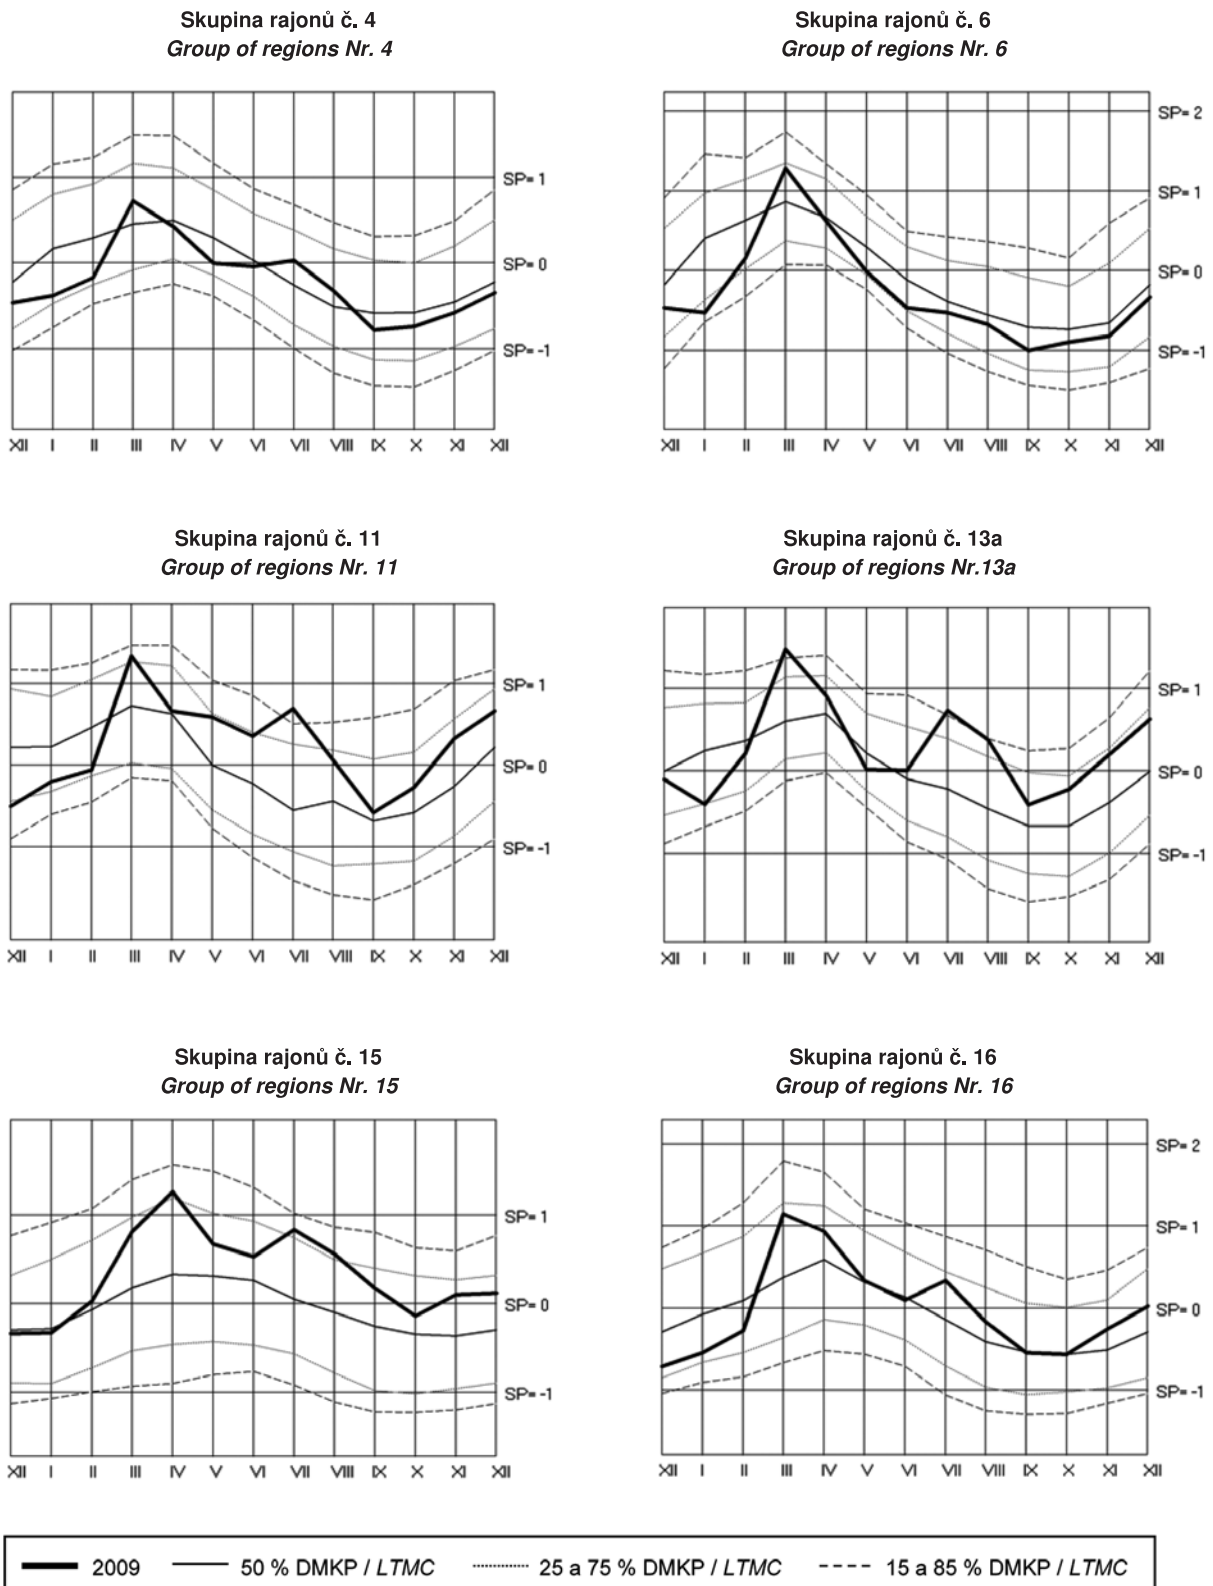 Skupina rajonů č. 4
Group of regions Nr. 4
SP= 1
SP= 0
SP= -1
XII I II III IV V VI VII VIII IX X XI XII
Skupina rajonů č. 6
Group of regions Nr. 6
SP= 2
SP= 1
SP= 0
SP= -1
XII I II III IV V VI VII VIII IX X XI XII
Skupina rajonů č. 11
Group of regions Nr. 11
SP= 1
SP= 0
SP= -1
XII I II III IV V VI VII VIII IX X XI XII
Skupina rajonů č. 13a
Group of regions Nr.13a
SP= 1
SP= 0
SP= -1
XII I II III IV V VI VII VIII IX X XI XII
Skupina rajonů č. 15
Group of regions Nr. 15
SP= 1
SP= 0
SP= -1
XII I II III IV V VI VII VIII IX X XI XII
Skupina rajonů č. 16
Group of regions Nr. 16
SP= 2
SP= 1
SP= 0
SP= -1
XII I II III IV V VI VII VIII IX X XI XII
2009 50 % DMKP / LTMC 25 a 75 % DMKP / LTMC 15 a 85 % DMKP / LTMC